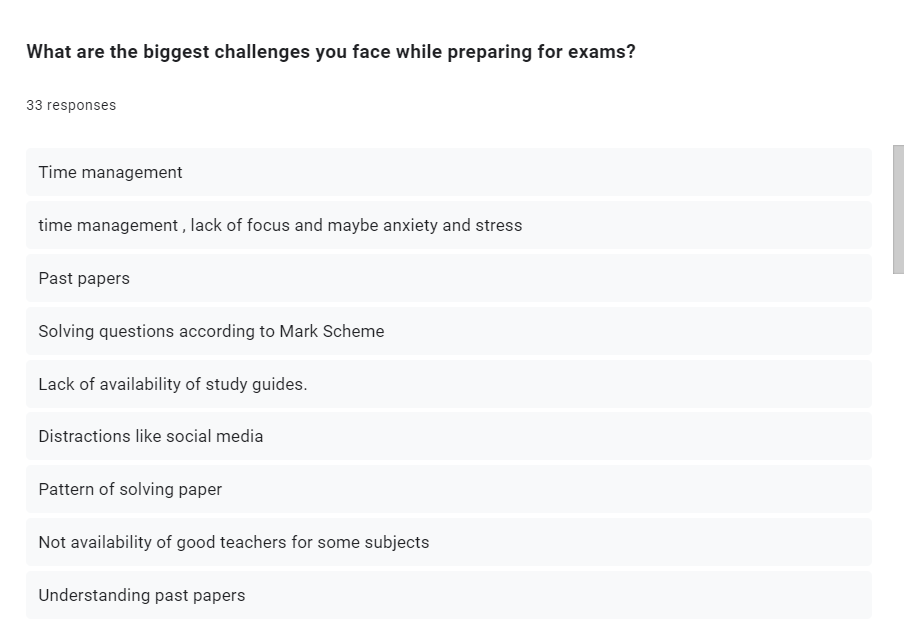 What are the biggest challenges you face while preparing for exams?
33 responses
Time management
time management , lack of focus and maybe anxiety and stress
Past papers
Solving questions according to Mark Scheme
Lack of availability of study guides.
Distractions like social media
Pattern of solving paper
Not availability of good teachers for some subjects
Understanding past papers